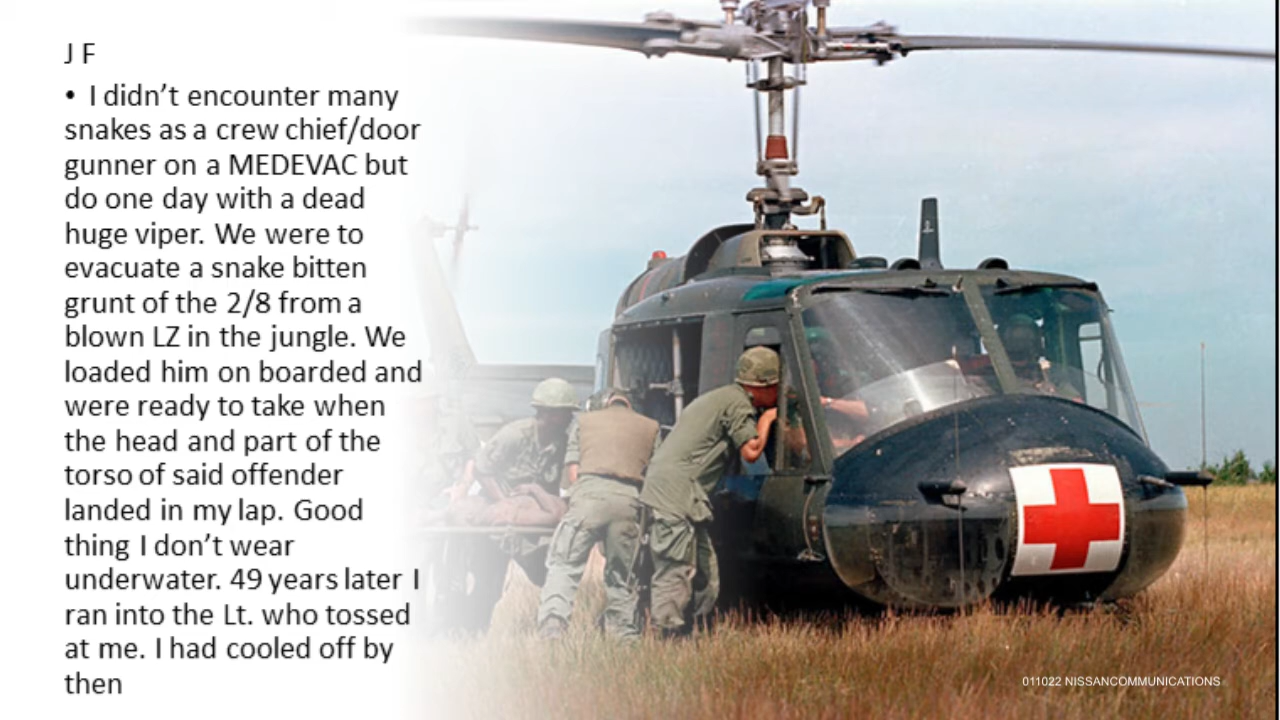 J F
• I didn’t encounter many
snakes as a crew chief/door
gunner on a MEDEVAC but
do one day with a dead
huge viper. We were to
evacuate a snake bitten
grunt of the 2/8 from a
blown LZ in the jungle. We
loaded him on boarded and
were ready to take when
the head and part of the
torso of said offender
landed in my lap. Good
thing I don’t wear
underwater. 49 years later I
ran into the Lt. who tossed
at me. I had cooled off by
then
011022 NISSANCOMMUNICATIONS